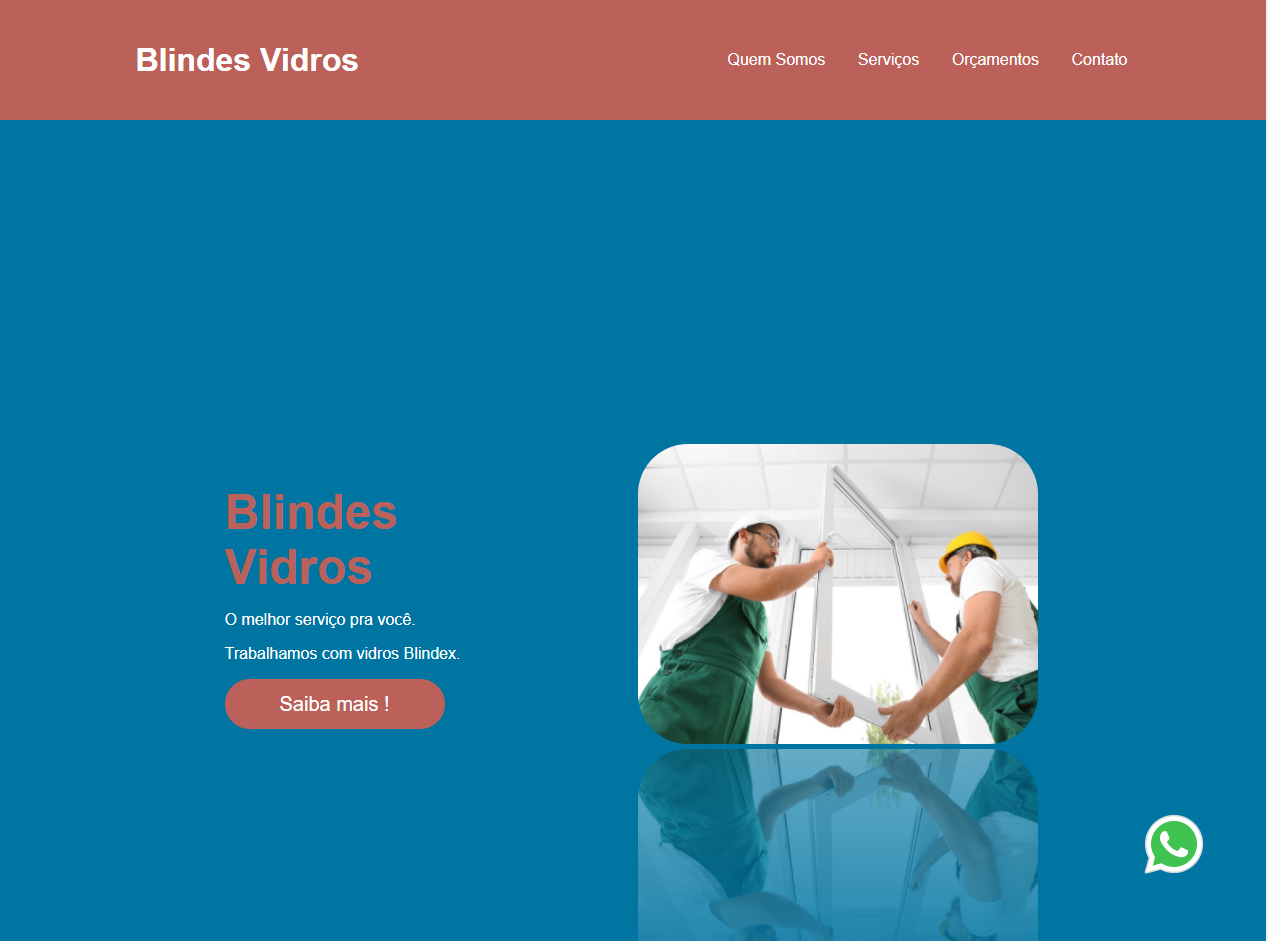 Blindes Vidros
Quem Somos Serviços Orçamentos Contato
Blindes
Vidros
O melhor serviço pra você.
Trabalhamos com vidros Blindex.
Saiba mais !